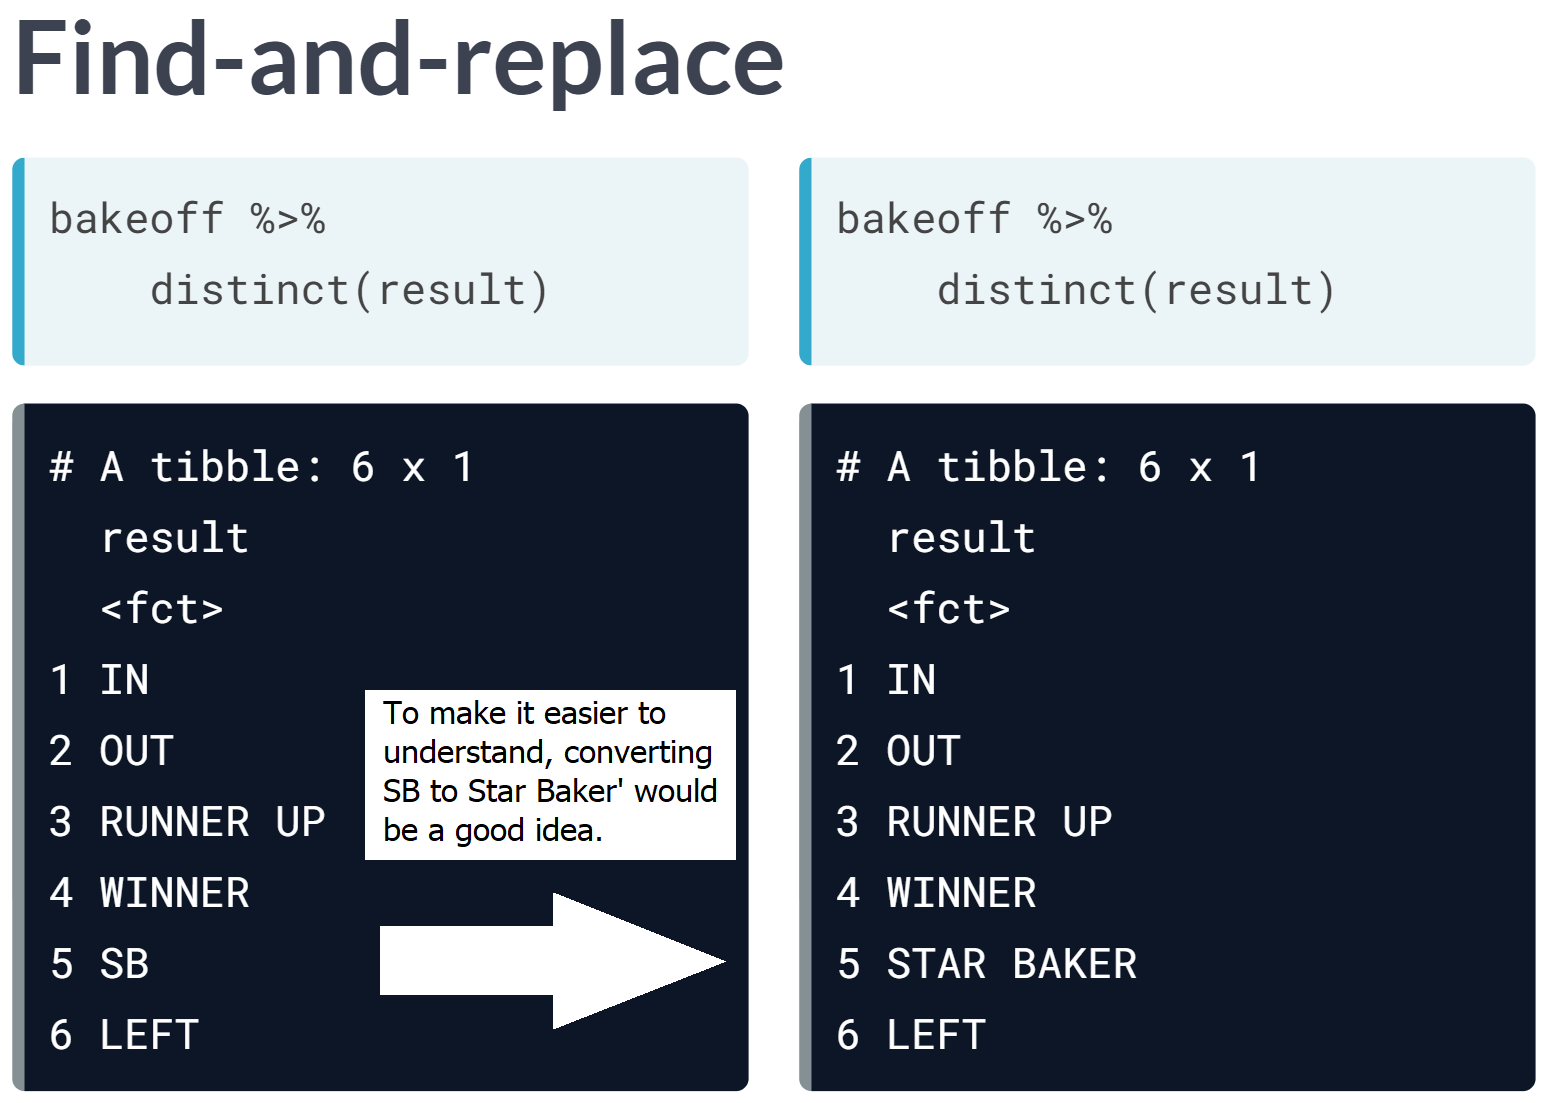 Find-and-replace
bakeoff %>%
    distinct(result)
# A tibble: 6 x 1
  result
  <fct>
1 IN
2 OUT
3 RUNNER UP
4 WINNER
5 SB
6 LEFT
To make it easier to
understand, converting
SB to Star Baker' would
be a good idea.
bakeoff %>%
    distinct(result)
# A tibble: 6 x 1
  result
  <fct>
1 IN
2 OUT
3 RUNNER UP
4 WINNER
5 STAR BAKER
6 LEFT